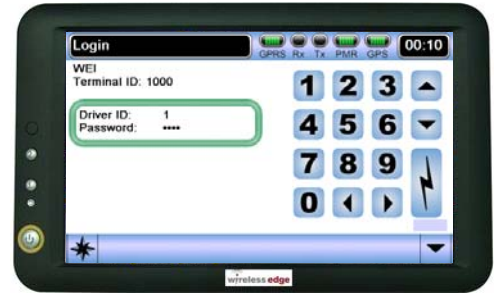 Login
GPRS Rx Tx PMR GPS
00:10
WEI
Terminal ID: 1000
Driver ID: 1
Password: ••••
1 2 3
4 5 6
7 8 9
0
wireless edge